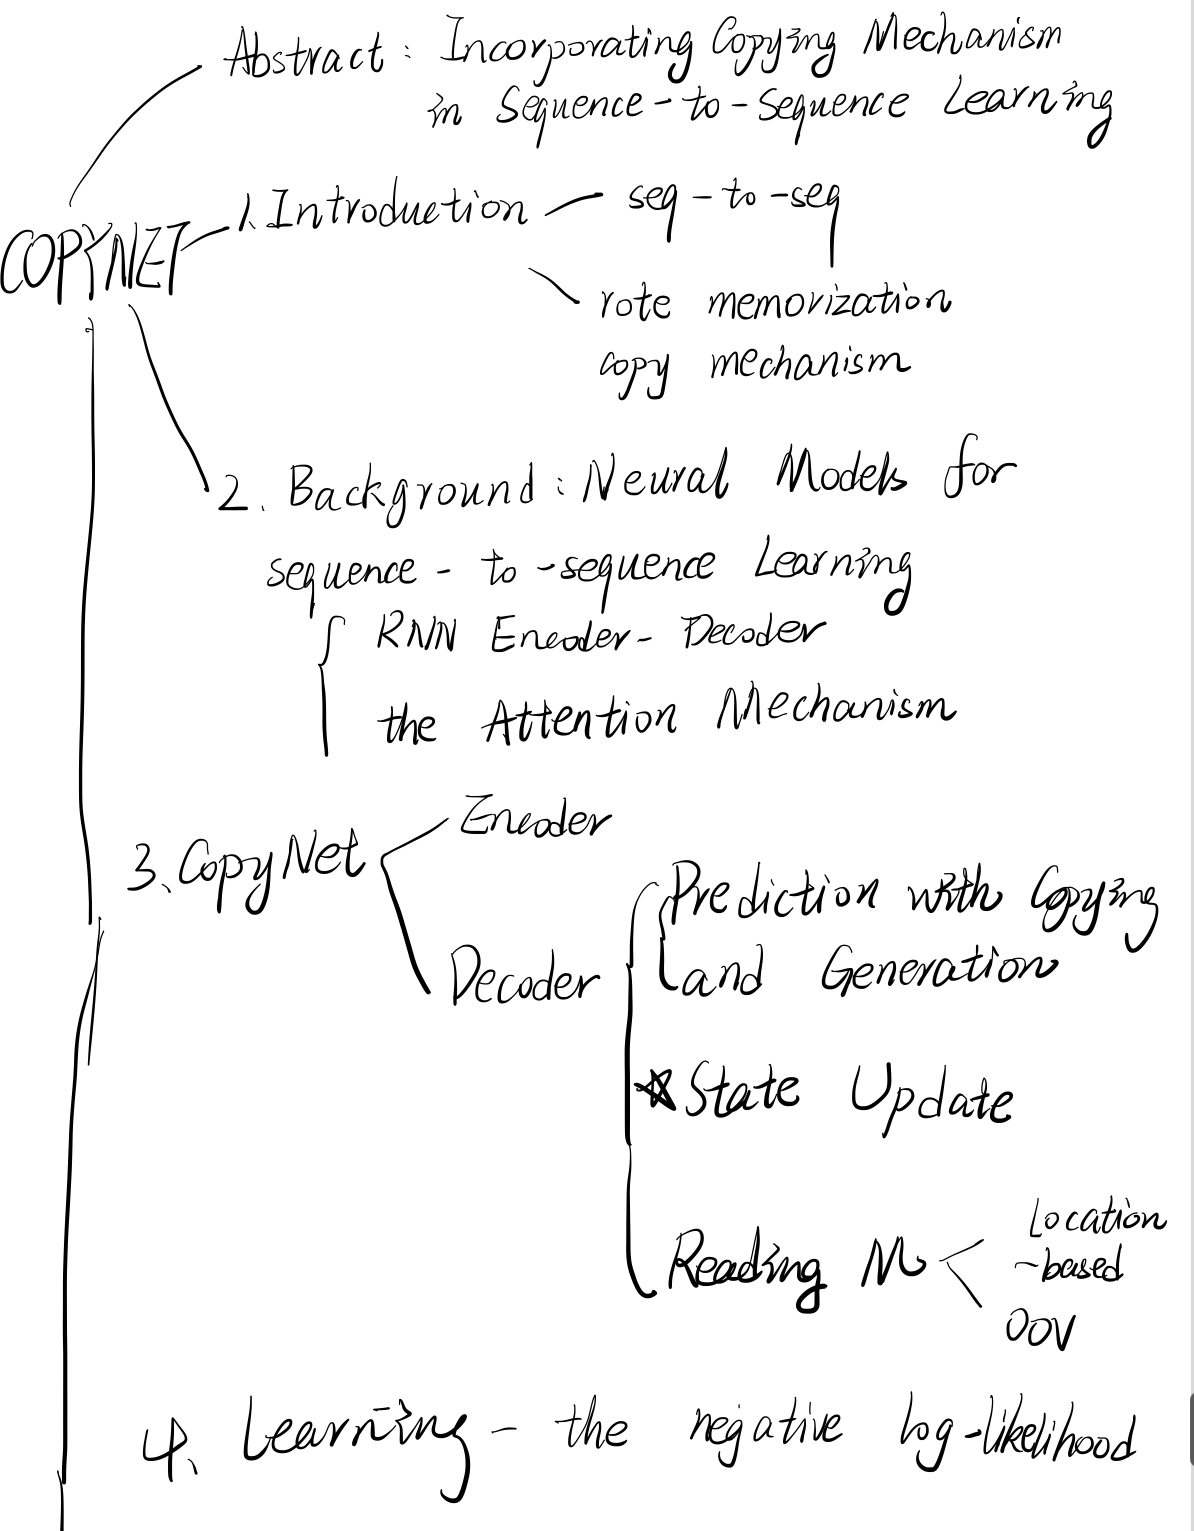 Abstract : Incorporating Copying Mechanism
in Sequence-to-Sequence Learning
COPYNET
1. Introduction — seq-to-seq
rote memorization
copy mechanism
2. Background : Neural Models for
sequence-to-sequence Learning
RNN Encoder-Decoder
the Attention Mechanism
3. CopyNet
Encoder
Decoder
Prediction with Copying
and Generation
☆ State Update
Reading M
Location
-based
OOV
4. Learning - the negative log-likelihood